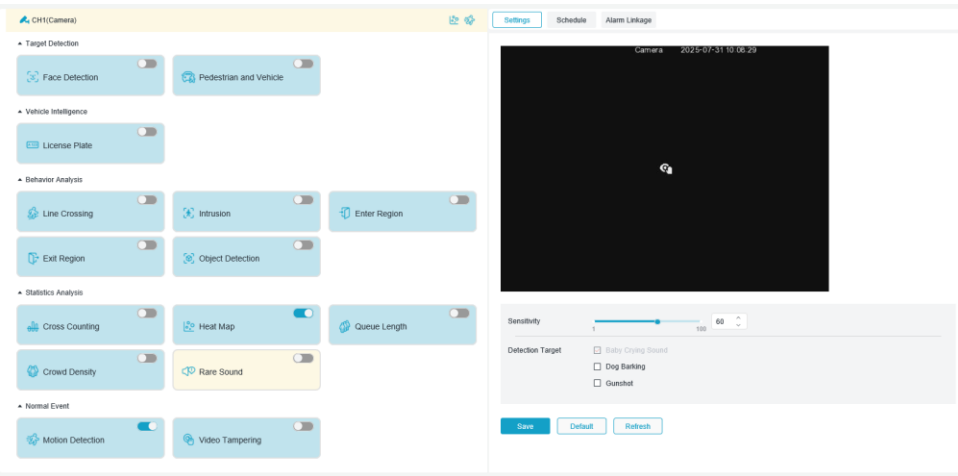 CH1(Camera)
Target Detection
Face Detection
Pedestrian and Vehicle
Vehicle Intelligence
License Plate
Behavior Analysis
Line Crossing
Intrusion
Enter Region
Exit Region
Object Detection
Statistics Analysis
Cross Counting
Heat Map
Queue Length
Crowd Density
Rare Sound
Normal Event
Motion Detection
Video Tampering
Settings
Schedule
Alarm Linkage
Camera 2025-07-31 10:08:29
Sensitivity
1
100
60
Detection Target
Baby Crying Sound
Dog Barking
Gunshot
Save
Default
Refresh